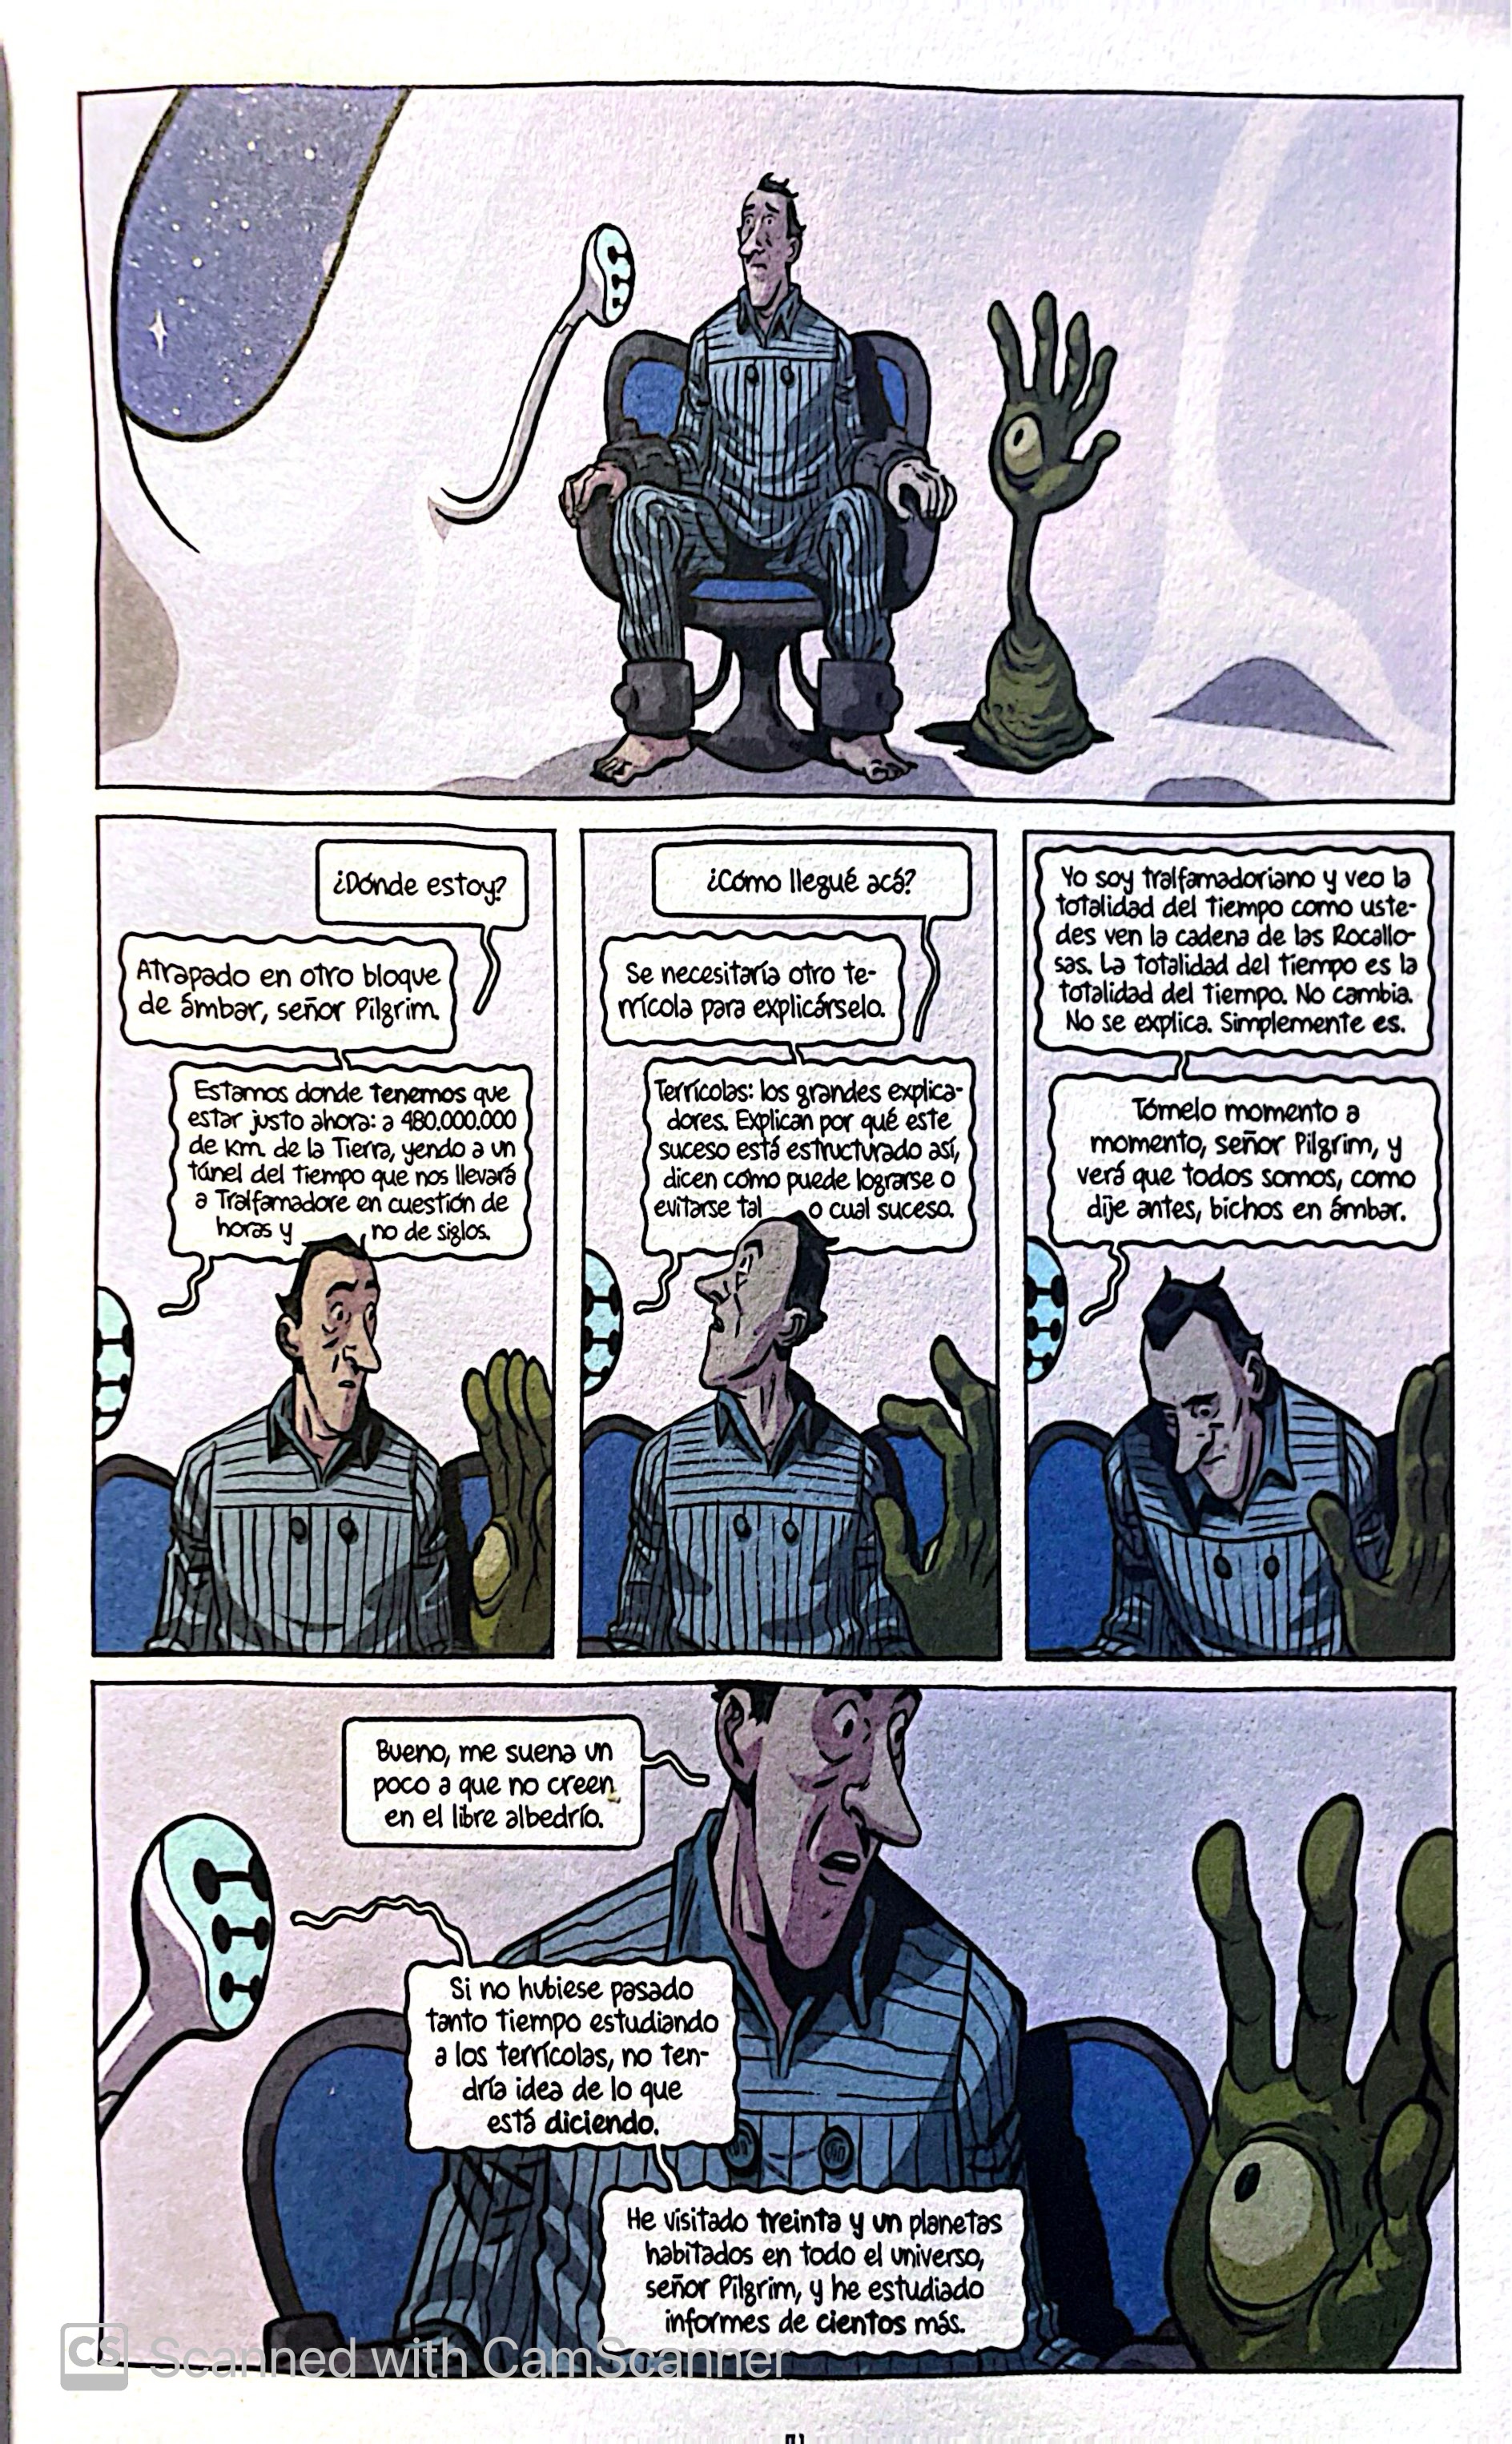 ¿Dónde estoy?
Atrapado en otro bloque
de ámbar, señor Pilgrim.
Estamos donde tenemos que
estar justo ahora: a 480.000.000
de km. de la Tierra, yendo a un
túnel del tiempo que nos llevará
a Tralfamadore en cuestión de
horas y no de siglos.
¿Cómo llegué acá?
Se necesitaría otro te-
rrícola para explicárselo.
Terrícolas: los grandes explica-
dores. Explican por qué este
suceso está estructurado así,
dicen cómo puede lograrse o
evitarse tal o cual suceso.
Yo soy tralfamadoriano y veo la
totalidad del tiempo como uste-
des ven la cadena de las Rocallo-
sas. La totalidad del tiempo es la
totalidad del tiempo. No cambia.
No se explica. Simplemente es.
Tómelo momento a
momento, señor Pilgrim, y
verá que todos somos, como
dije antes, bichos en ámbar.
Bueno, me suena un
poco a que no creen
en el libre albedrío.
Si no hubiese pasado
tanto tiempo estudiando
a los terrícolas, no ten-
dría idea de lo que
está diciendo.
He visitado treinta y un planetas
habitados en todo el universo,
señor Pilgrim, y he estudiado
informes de cientos más.
CS Scanned with CamScanner